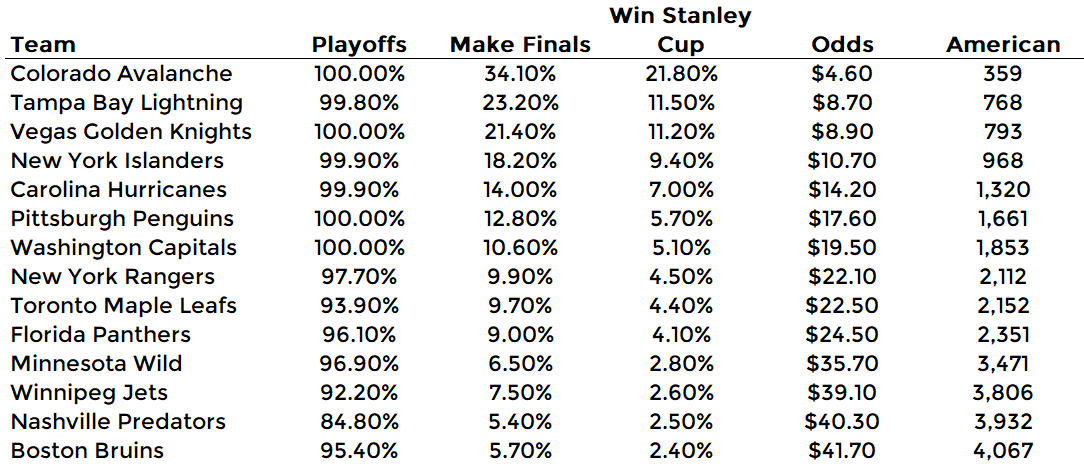 Win Stanley
Team Playoffs Make Finals Cup Odds American
Colorado Avalanche 100.00% 34.10% 21.80% $4.60 359
Tampa Bay Lightning 99.80% 23.20% 11.50% $8.70 768
Vegas Golden Knights 100.00% 21.40% 11.20% $8.90 793
New York Islanders 99.90% 18.20% 9.40% $10.70 968
Carolina Hurricanes 99.90% 14.00% 7.00% $14.20 1,320
Pittsburgh Penguins 100.00% 12.80% 5.70% $17.60 1,661
Washington Capitals 100.00% 10.60% 5.10% $19.50 1,853
New York Rangers 97.70% 9.90% 4.50% $22.10 2,112
Toronto Maple Leafs 93.90% 9.70% 4.40% $22.50 2,152
Florida Panthers 96.10% 9.00% 4.10% $24.50 2,351
Minnesota Wild 96.90% 6.50% 2.80% $35.70 3,471
Winnipeg Jets 92.20% 7.50% 2.60% $39.10 3,806
Nashville Predators 84.80% 5.40% 2.50% $40.30 3,932
Boston Bruins 95.40% 5.70% 2.40% $41.70 4,067